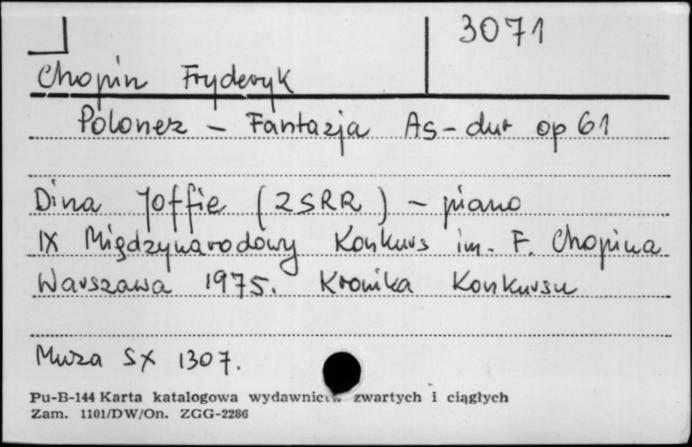 3071
Chopin Fryderyk
Polonez - Fantazja As-dur op 61
Dina Joffie (ZSRR) - piano
IX Międzynarodowy Konkurs im. F. Chopina
Warszawa 1975. Kronika Konkursu
Muza SX 1307.
Pu-B-144 Karta katalogowa wydawnictw zwartych i ciągłych
Zam. 1101/DW/On. ZGG-2286